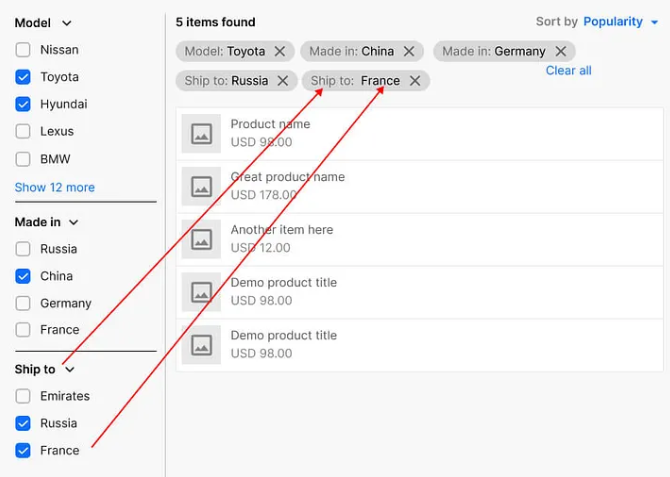 Model
Nissan
Toyota
Hyundai
Lexus
BMW
Show 12 more
Made in
Russia
China
Germany
France
Ship to
Emirates
Russia
France
5 items found
Sort by Popularity
Model: Toyota
Made in: China
Made in: Germany
Ship to: Russia
Ship to: France
Clear all
Product name
USD 98.00
Great product name
USD 178.00
Another item here
USD 12.00
Demo product title
USD 98.00
Demo product title
USD 98.00